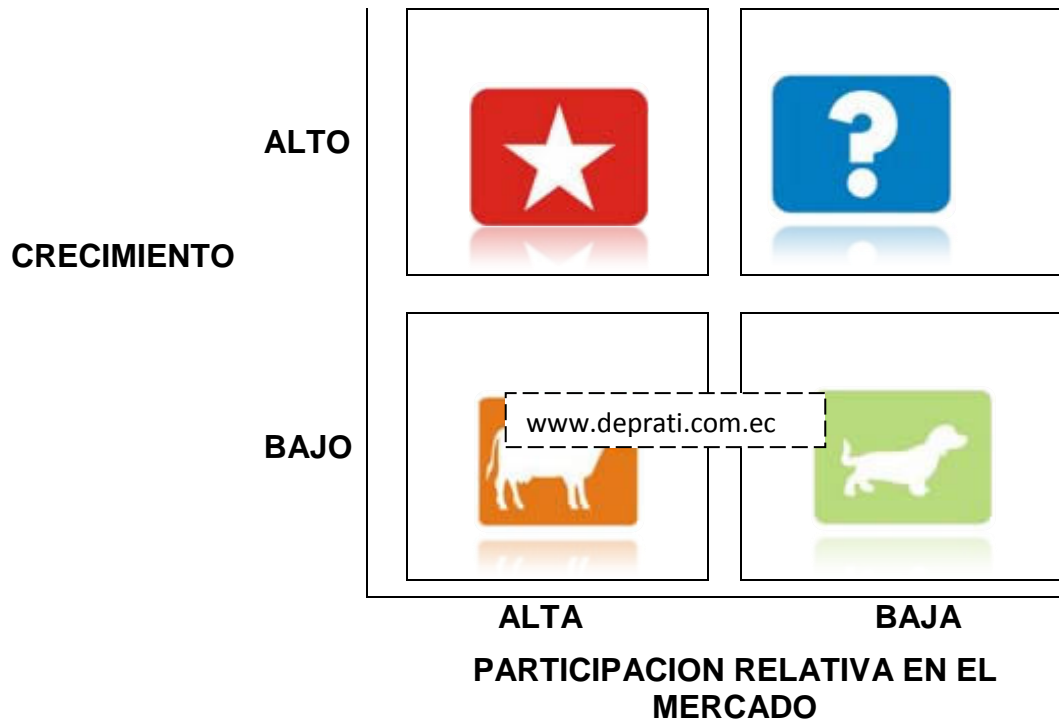 ALTO
?
CRECIMIENTO
www.deprati.com.ec
BAJO
ALTA BAJA
PARTICIPACION RELATIVA EN EL
MERCADO